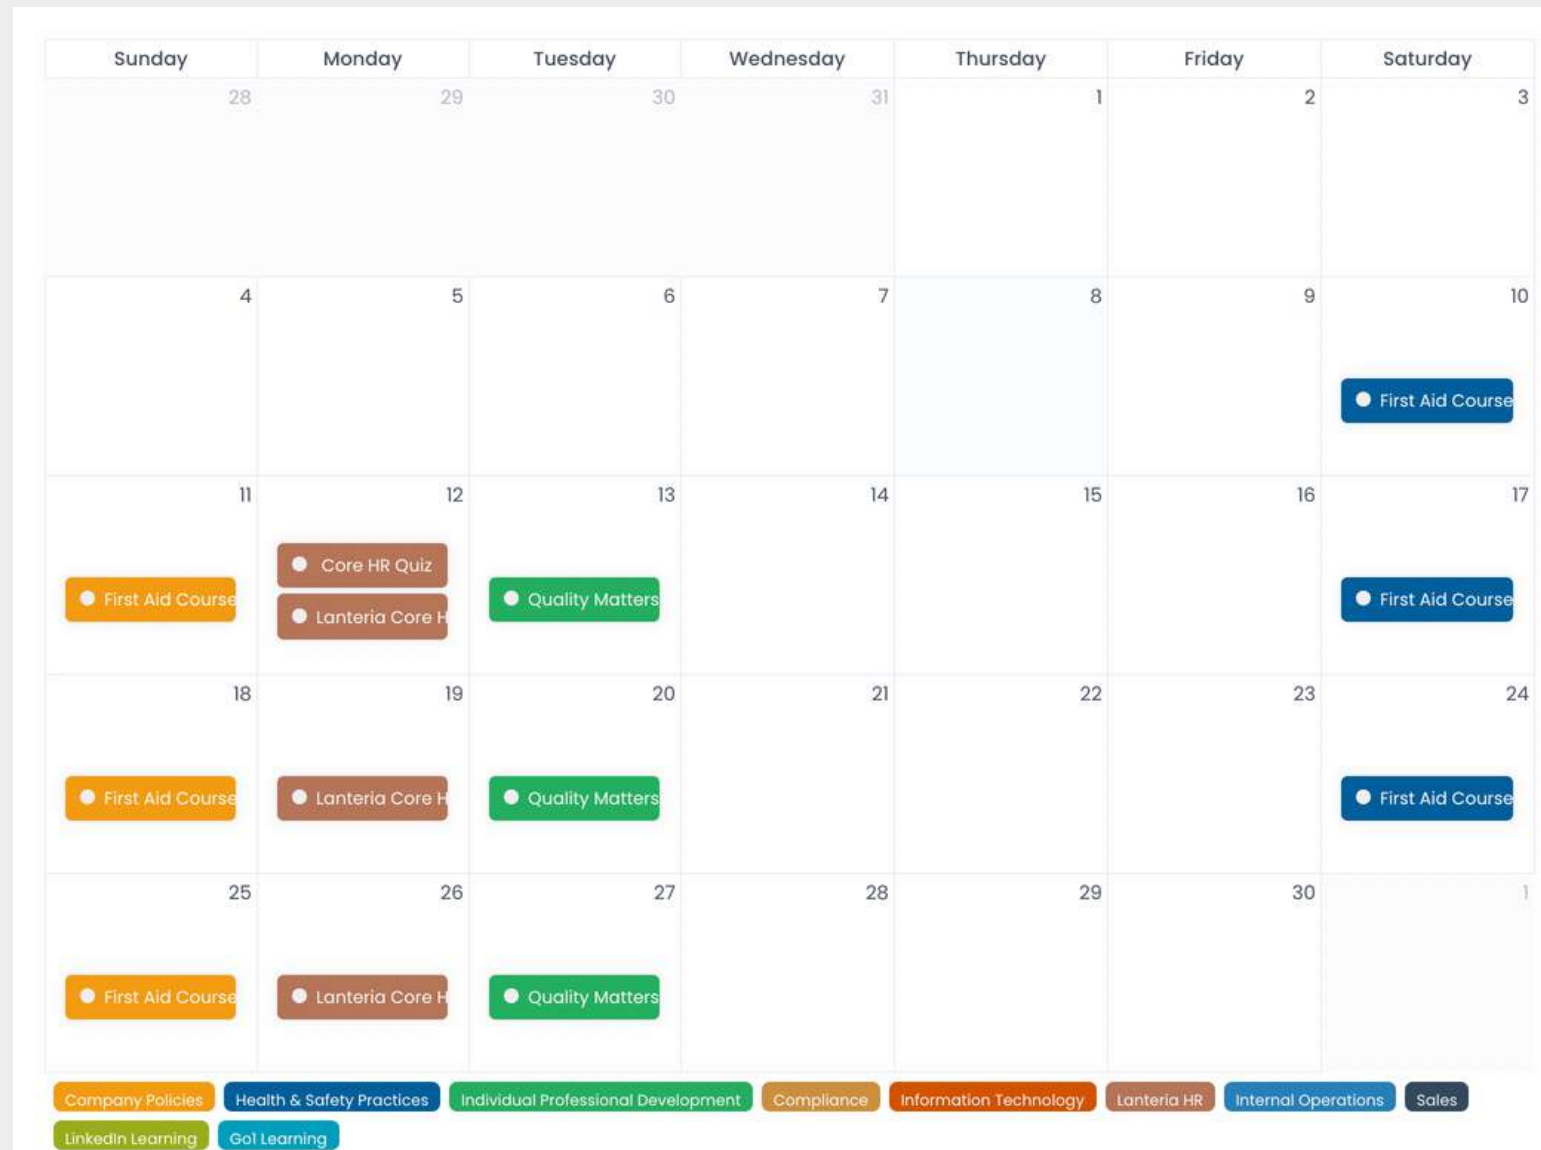 Sunday Monday Tuesday Wednesday Thursday Friday Saturday
28 29 30 31 1 2 3
4 5 6 7 8 9 10
First Aid Course
11 12 13 14 15 16 17
Core HR Quiz
First Aid Course Quality Matters First Aid Course
Lanteria Core H
18 19 20 21 22 23 24
First Aid Course Lanteria Core H Quality Matters First Aid Course
25 26 27 28 29 30 1
First Aid Course Lanteria Core H Quality Matters
Company Policies Health & Safety Practices Individual Professional Development Compliance Information Technology Lanteria HR Internal Operations Sales
LinkedIn Learning Go1 Learning